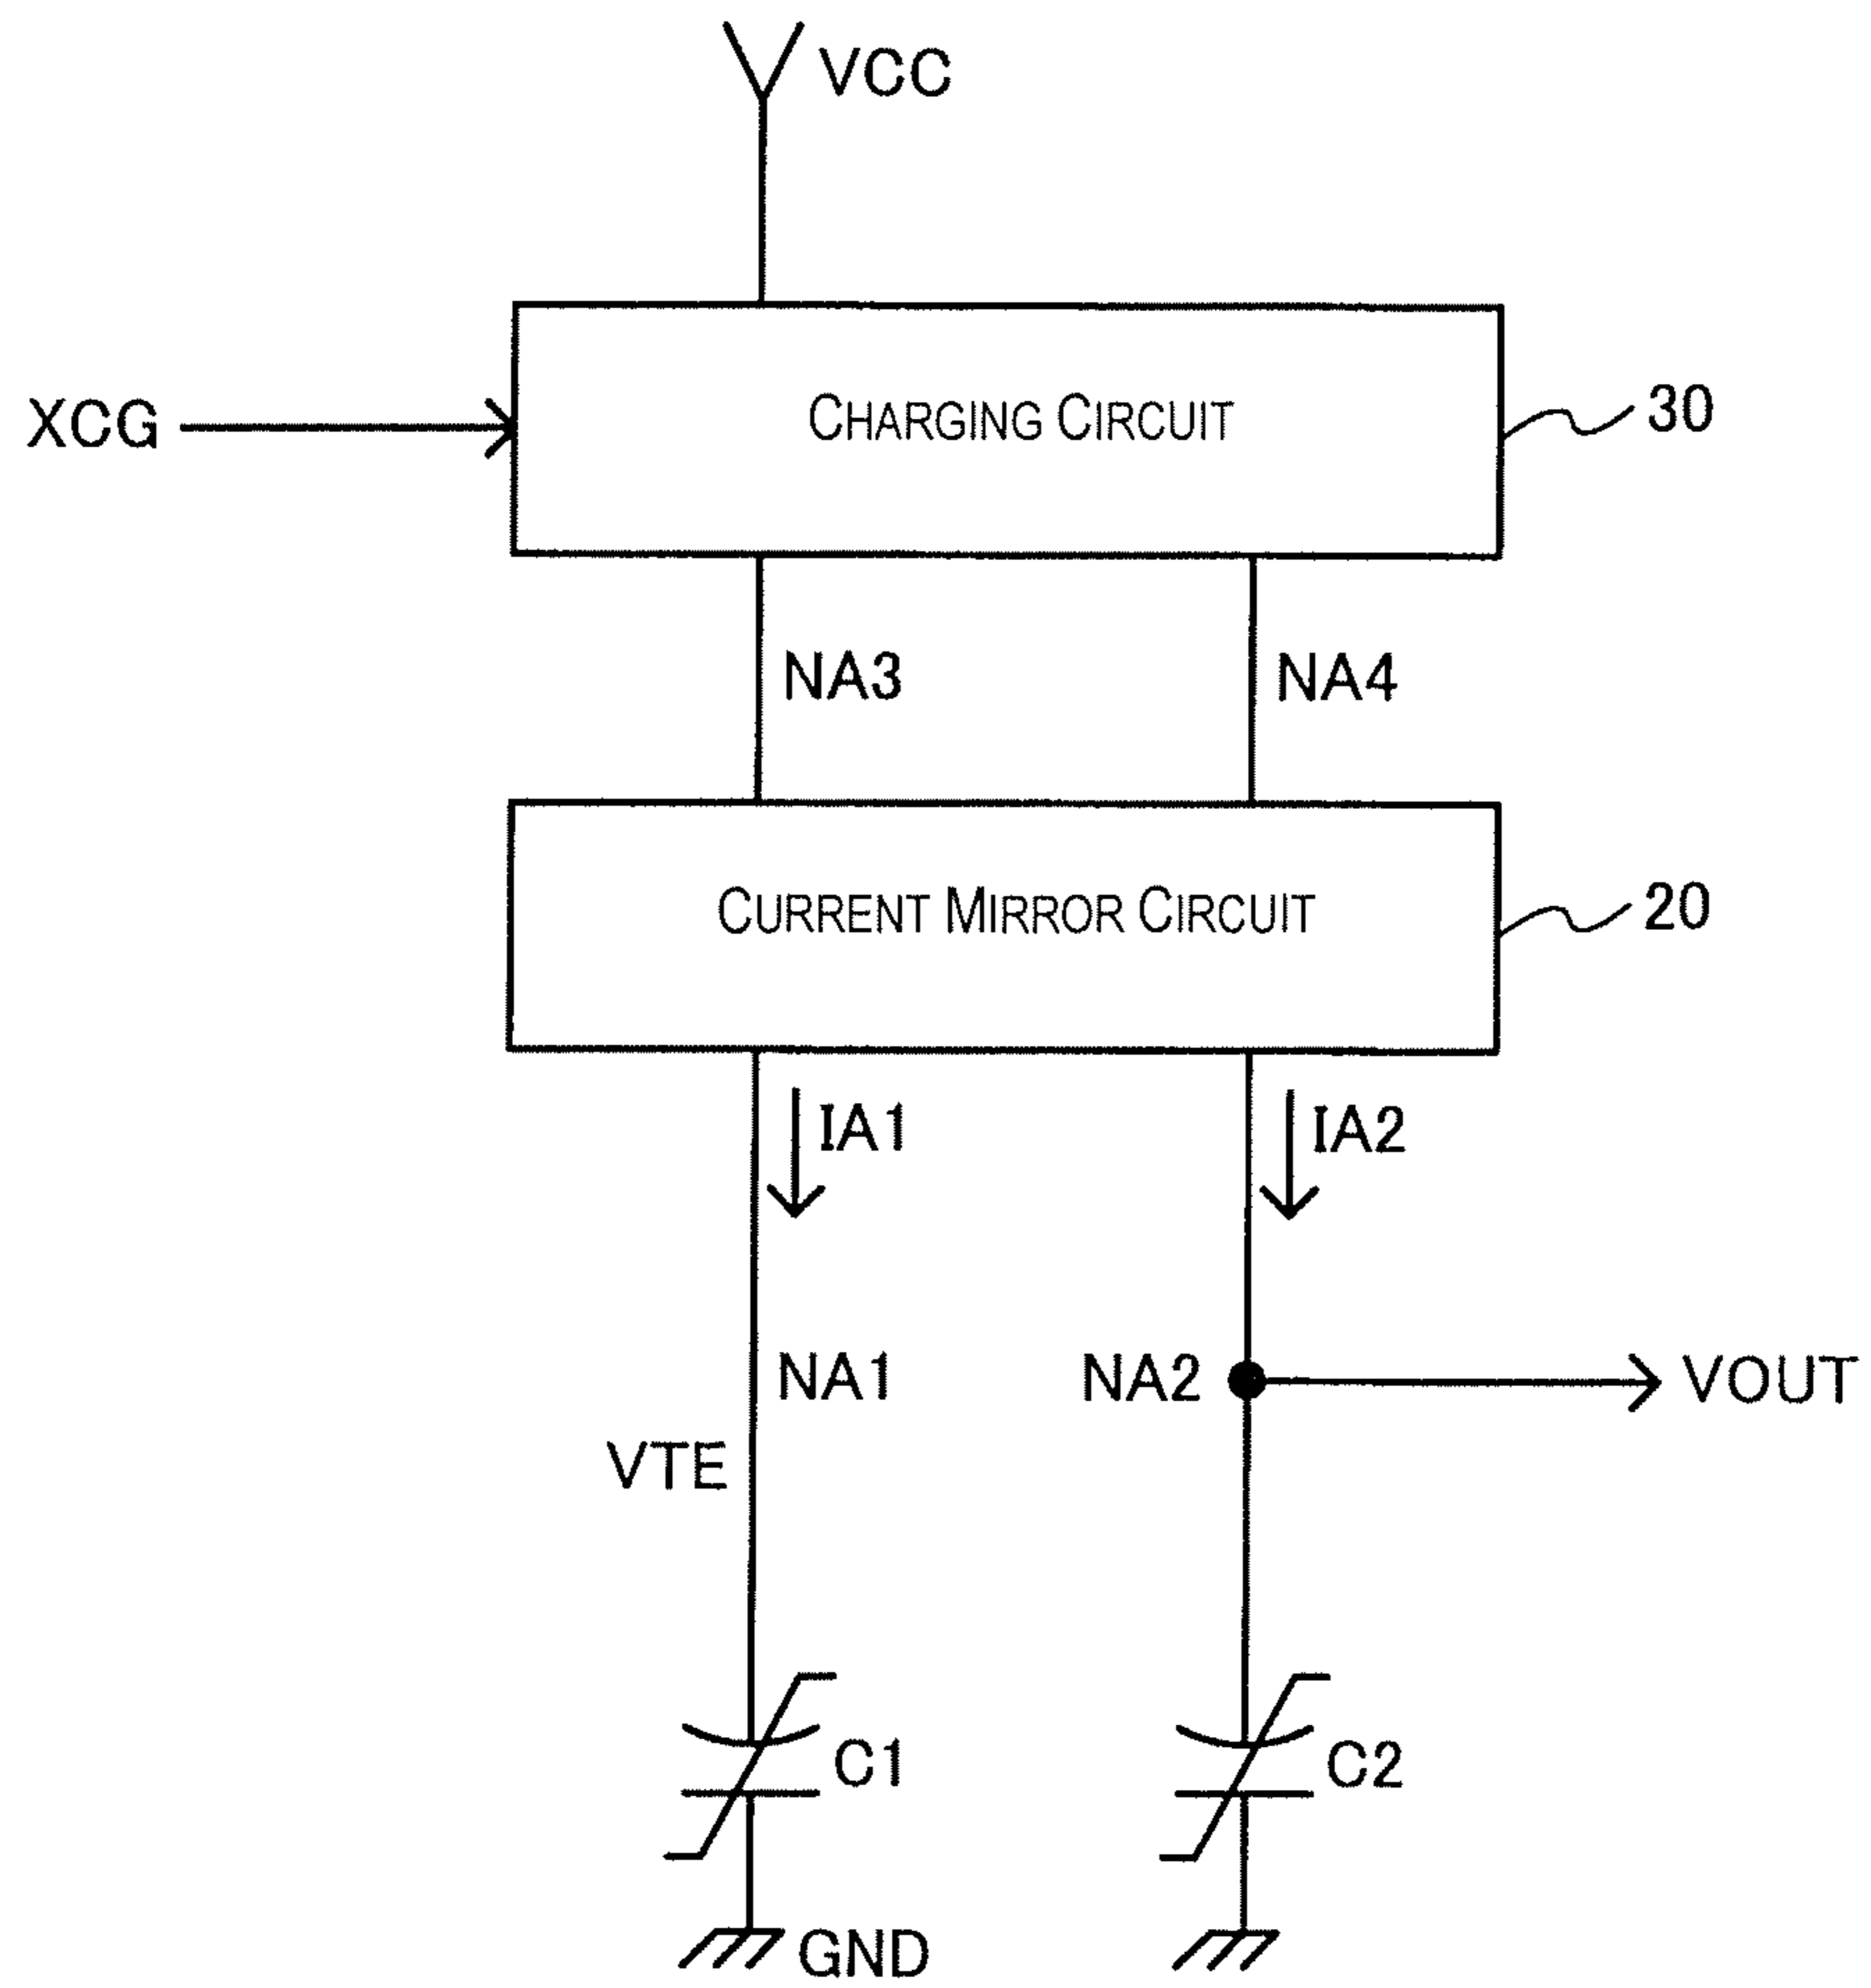 VCC
XCG
CHARGING CIRCUIT
30
NA3
NA4
CURRENT MIRROR CIRCUIT
20
IA1
IA2
NA1
NA2
VOUT
VTE
C1
C2
GND